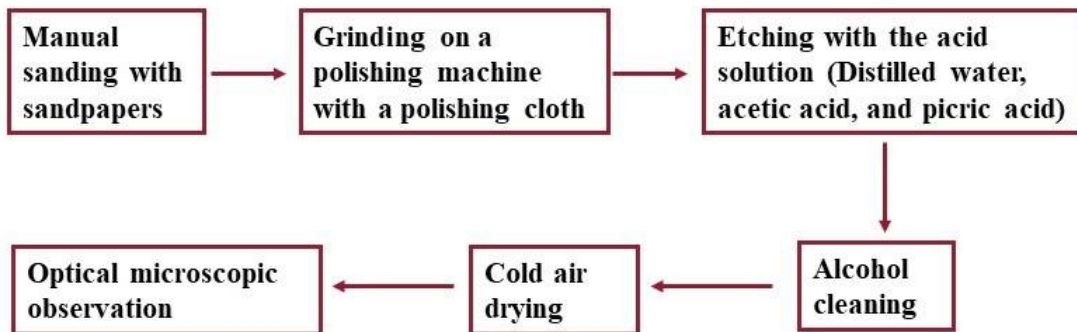 Manual
sanding with
sandpapers
Grinding on a
polishing machine
with a polishing cloth
Etching with the acid
solution (Distilled water,
acetic acid, and picric acid)
Alcohol
cleaning
Cold air
drying
Optical microscopic
observation